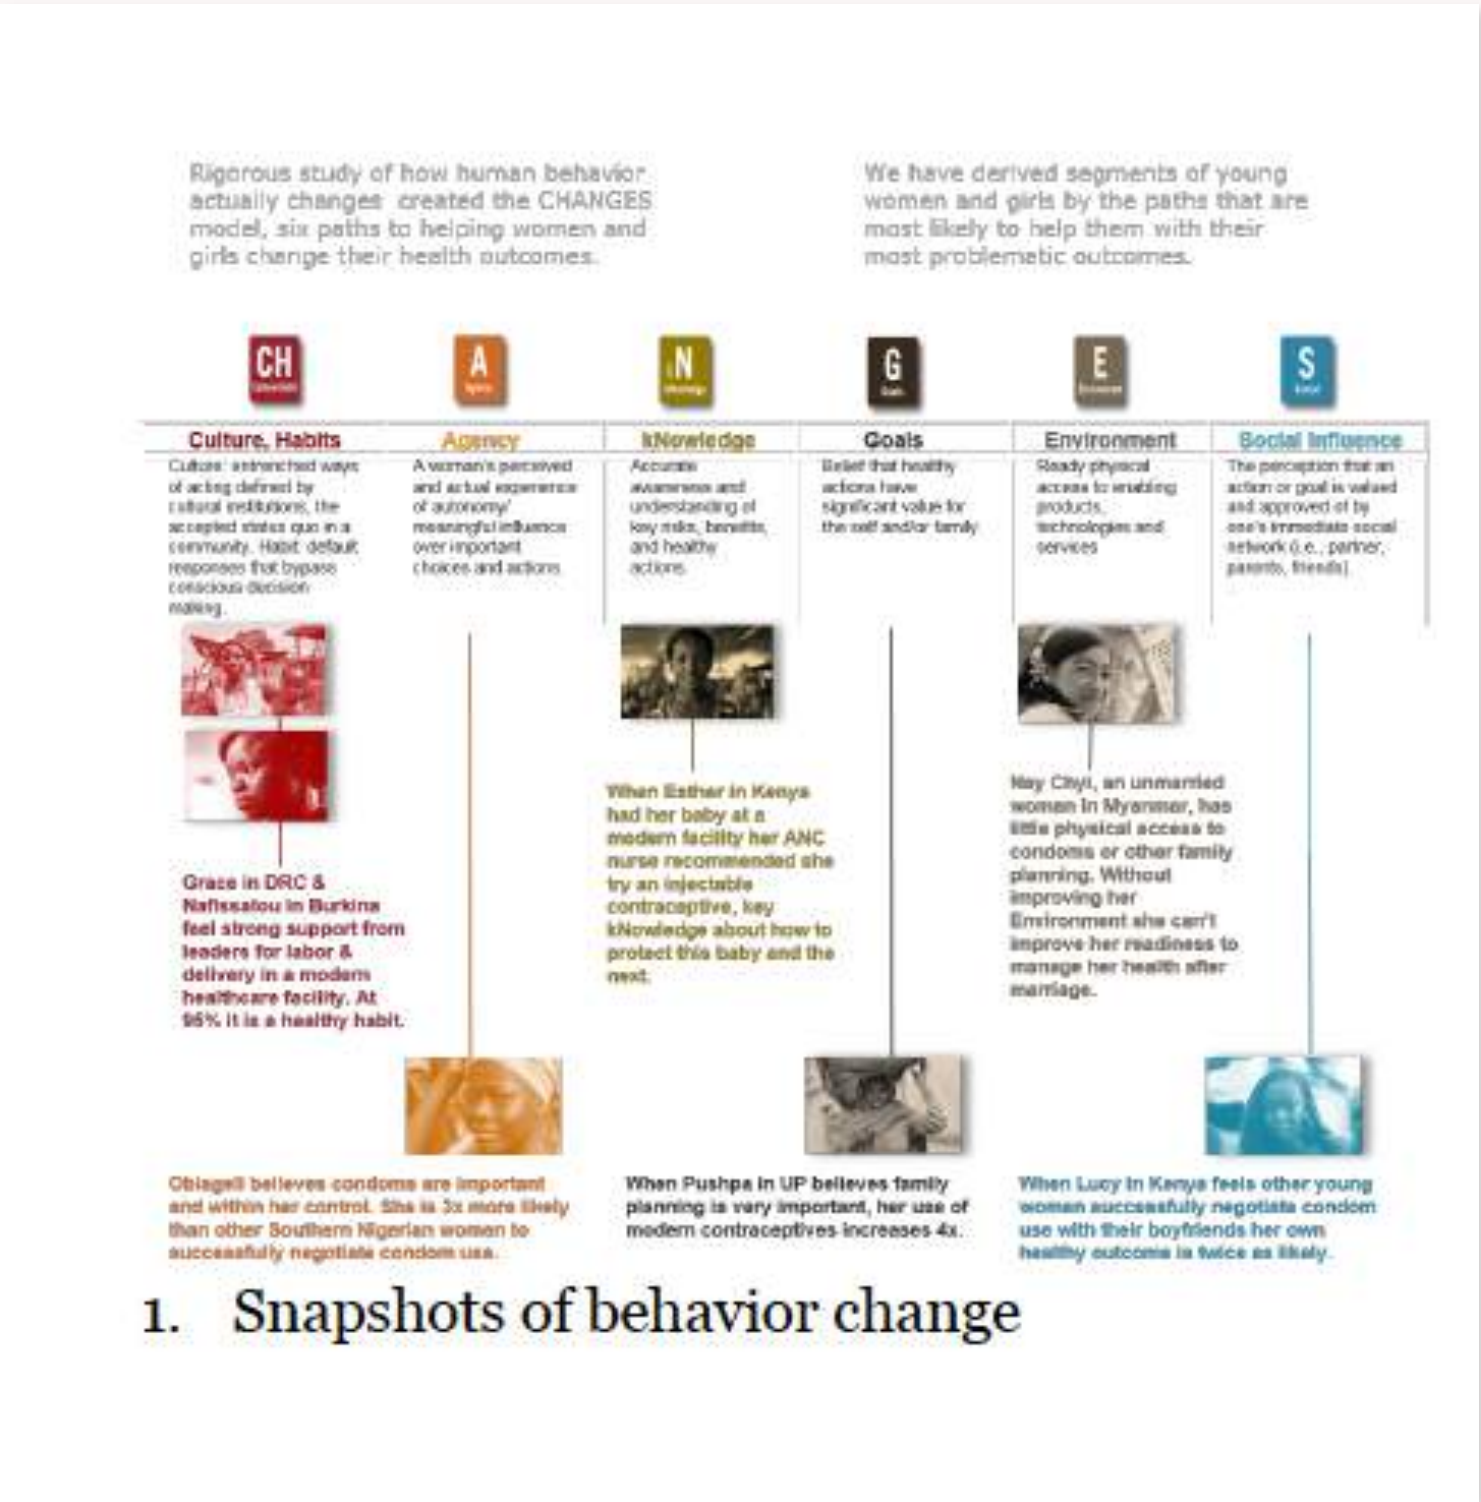 Rigorous study of how human behavior
actually changes created the CHANGES
model, six paths to helping women and
girls change their health outcomes.
We have derived segments of young
women and girls by the paths that are
most likely to help them with their
most problematic outcomes.
CH
A
N
G
E
S
Culture, Habits
Culture: entrenched ways
of acting defined by
cultural institutions, the
accepted status quo in a
community. Habit: default
responses that bypass
conscious decision
making.
Agency
A woman's perceived
and actual experience
of autonomy/
meaningful influence
over important
choices and actions
kNowledge
Accurate
awareness and
understanding of
key risks, benefits,
and healthy
actions.
Goals
Belief that healthy
actions have
significant value for
the self and/or family
Environment
Ready physical
access to enabling
products,
technologies and
services
Social Influence
The perception that an
action or goal is valued
and approved of by
one's immediate social
network (i.e., partner,
parents, friends)
Grace in DRC &
Nafissatou in Burkina
feel strong support from
leaders for labor &
delivery in a modern
healthcare facility. At
95% it is a healthy habit.
When Esther in Kenya
had her baby at a
modern facility her ANC
nurse recommended she
try an injectable
contraceptive, key
kNowledge about how to
protect this baby and the
next.
Nay Chyi, an unmarried
woman in Myanmar, has
little physical access to
condoms or other family
planning. Without
improving her
Environment she can't
improve her readiness to
manage her health after
marriage.
Obiageli believes condoms are important
and within her control. She is 3x more likely
than other Southern Nigerian women to
successfully negotiate condom use.
When Pushpa in UP believes family
planning is very important, her use of
modern contraceptives increases 4x.
When Lucy in Kenya feels other young
women successfully negotiate condom
use with their boyfriends her own
healthy outcome is twice as likely.
1. Snapshots of behavior change